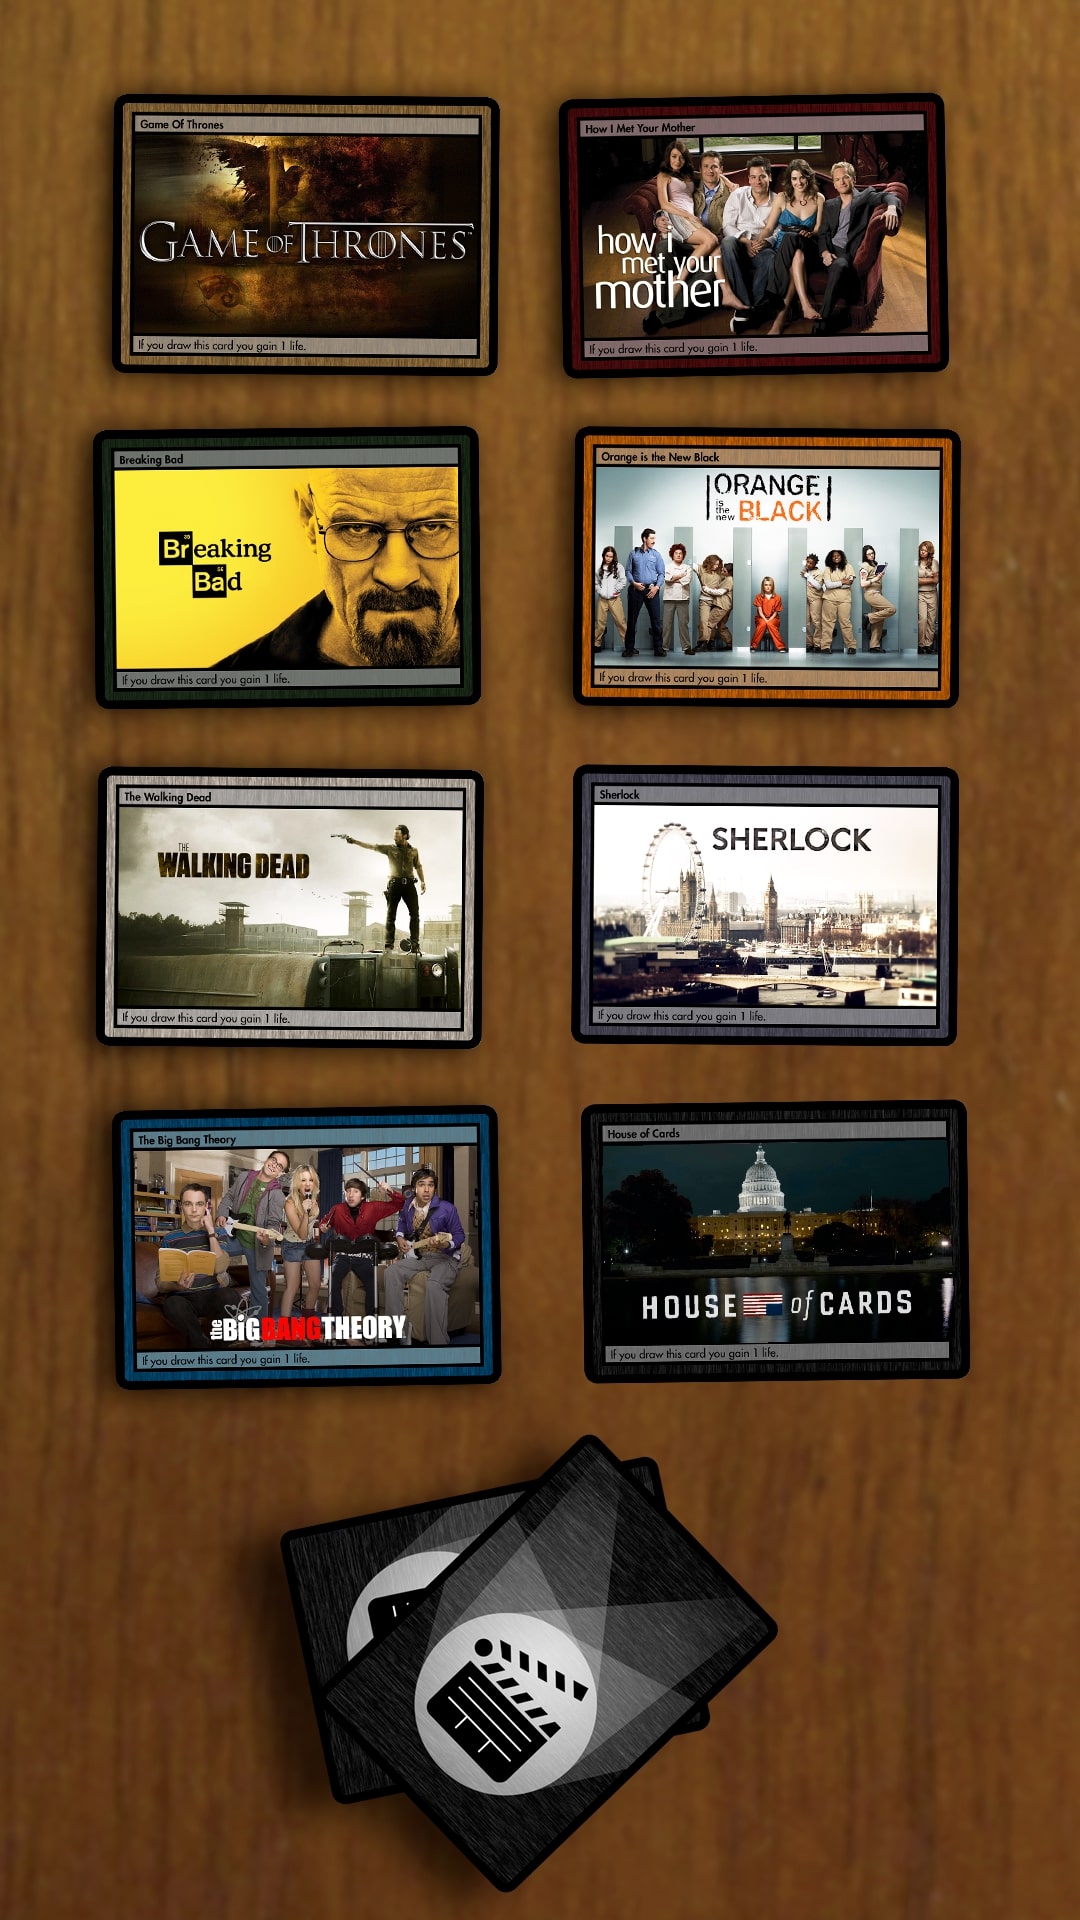 Game Of Thrones
GAME OF THRONES
If you draw this card you gain 1 life.
How I Met Your Mother
how i
met your
mother
If you draw this card you gain 1 life.
Breaking Bad
Breaking
Bad
If you draw this card you gain 1 life.
Orange is the New Black
ORANGE
is
the
new BLACK
If you draw this card you gain 1 life.
The Walking Dead
THE
WALKING DEAD
If you draw this card you gain 1 life.
Sherlock
SHERLOCK
If you draw this card you gain 1 life.
The Big Bang Theory
the BiG BANG THEORY
If you draw this card you gain 1 life.
House of Cards
HOUSE of CARDS
If you draw this card you gain 1 life.